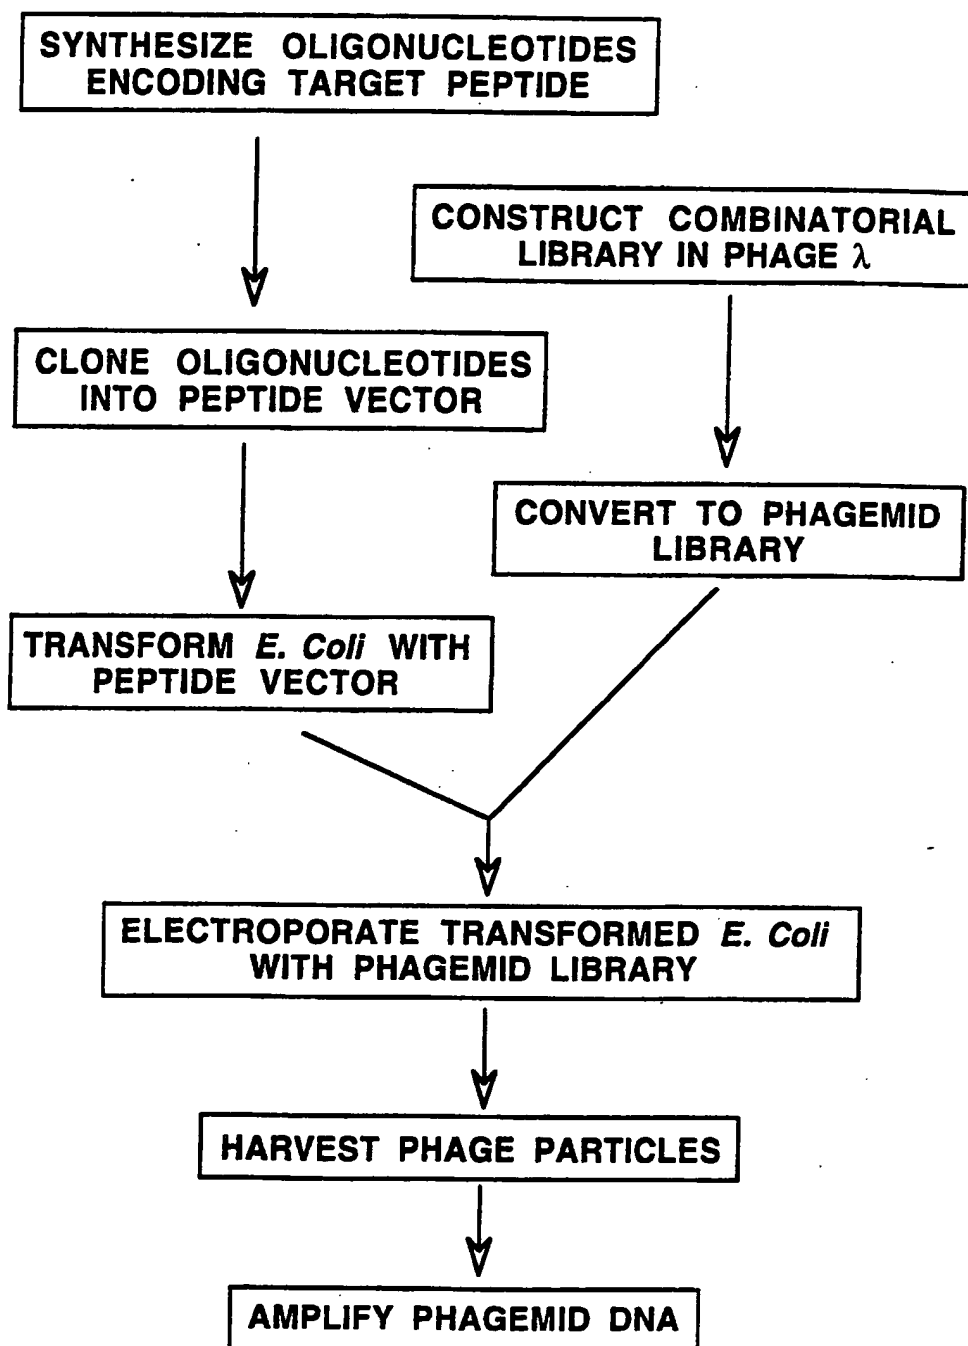 SYNTHESIZE OLIGONUCLEOTIDES
ENCODING TARGET PEPTIDE
CONSTRUCT COMBINATORIAL
LIBRARY IN PHAGE λ
CLONE OLIGONUCLEOTIDES
INTO PEPTIDE VECTOR
CONVERT TO PHAGEMID
LIBRARY
TRANSFORM E. Coli WITH
PEPTIDE VECTOR
ELECTROPORATE TRANSFORMED E. Coli
WITH PHAGEMID LIBRARY
HARVEST PHAGE PARTICLES
AMPLIFY PHAGEMID DNA